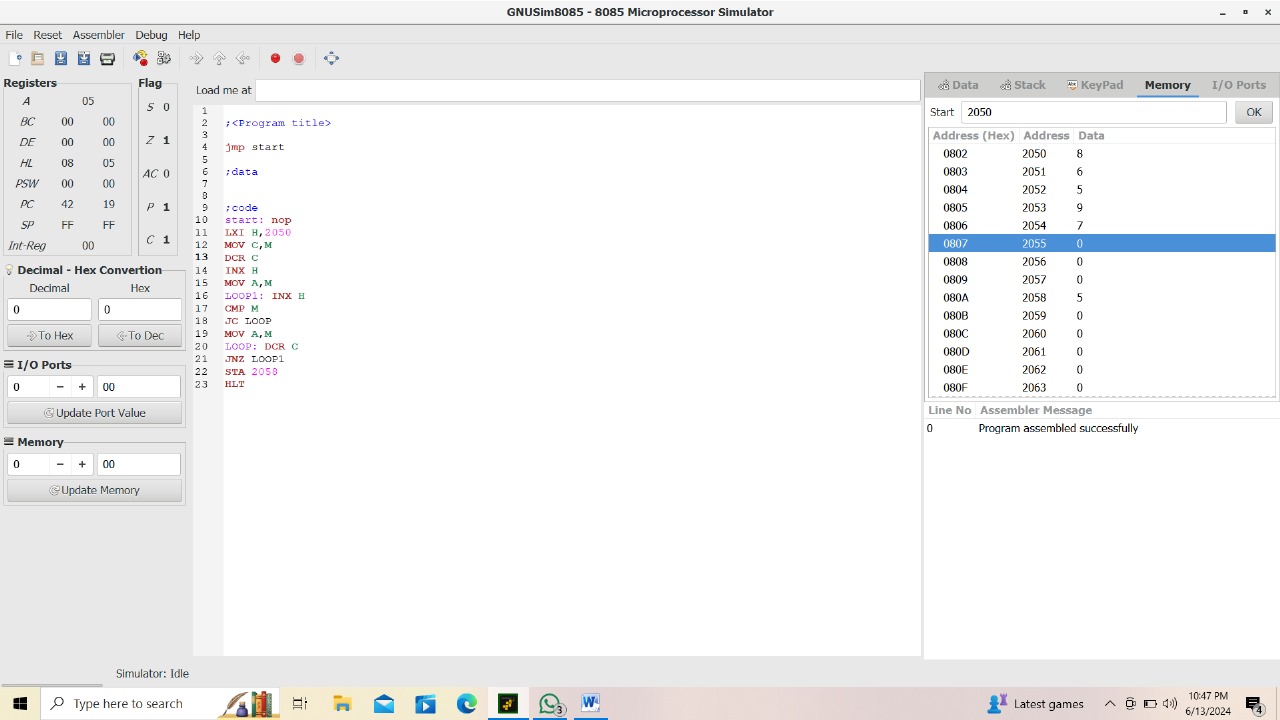 GNUSim8085 - 8085 Microprocessor Simulator
File Reset Assembler Debug Help
Registers
A 05
BC 00 00
DE 00 00
HL 08 05
PSW 00 00
PC 42 19
SP FF FF
Int-Reg 00
Flag
S 0
Z 1
AC 0
P 1
C 1
Decimal - Hex Convertion
Decimal Hex
0 0
To Hex To Dec
I/O Ports
0 − + 00
Update Port Value
Memory
0 − + 00
Update Memory
Load me at
1
2 ;<Program title>
3
4 jmp start
5
6 ;data
7
8
9 ;code
10 start: nop
11 LXI H,2050
12 MOV C,M
13 DCR C
14 INX H
15 MOV A,M
16 LOOP1: INX H
17 CMP M
18 JC LOOP
19 MOV A,M
20 LOOP: DCR C
21 JNZ LOOP1
22 STA 2058
23 HLT
Data Stack KeyPad Memory I/O Ports
Start 2050 OK
Address (Hex) Address Data
0802 2050 8
0803 2051 6
0804 2052 5
0805 2053 9
0806 2054 7
0807 2055 0
0808 2056 0
0809 2057 0
080A 2058 5
080B 2059 0
080C 2060 0
080D 2061 0
080E 2062 0
080F 2063 0
Line No Assembler Message
0 Program assembled successfully
Simulator: Idle
Type here to search
3
W
Latest games
10:47 PM
6/13/2024
4